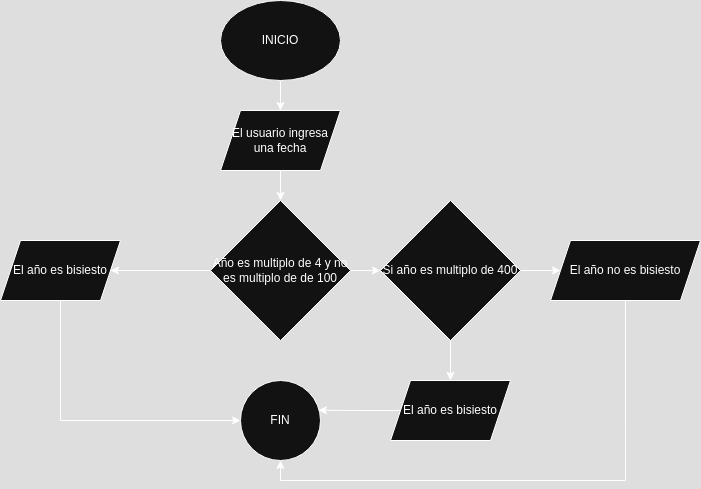 INICIO
El usuario ingresa
una fecha
Año es multiplo de 4 y no
es multiplo de de 100
Si año es multiplo de 400
El año es bisiesto
El año no es bisiesto
El año es bisiesto
FIN